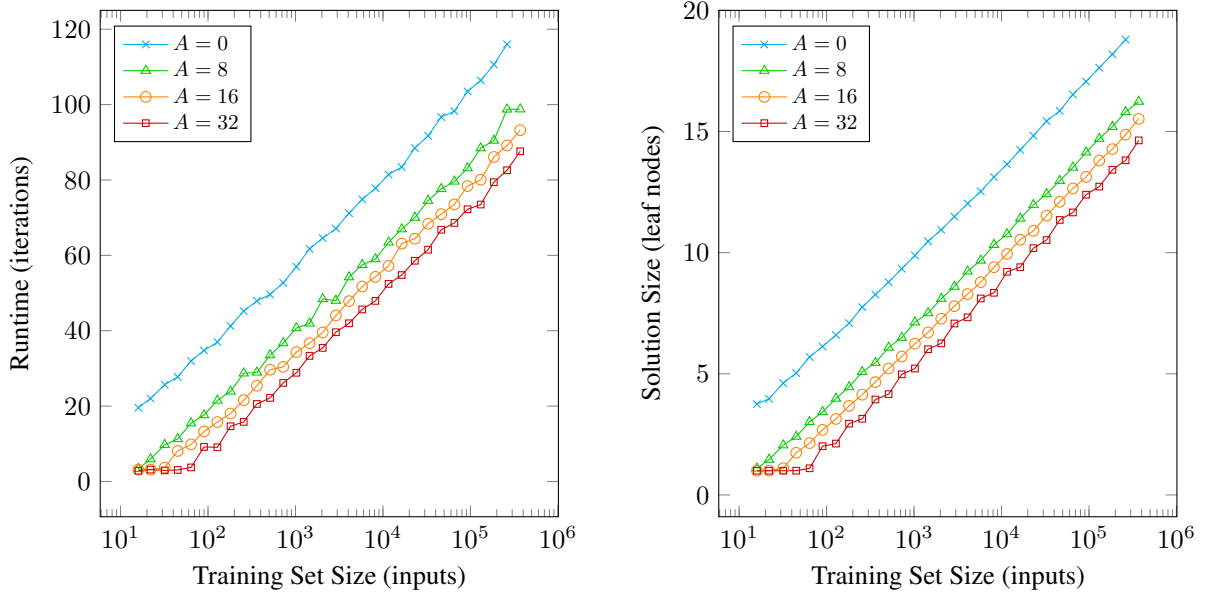 120
100
80
60
40
20
0
Runtime (iterations)
A = 0
A = 8
A = 16
A = 32
10^1 10^2 10^3 10^4 10^5 10^6
Training Set Size (inputs)
20
15
10
5
0
Solution Size (leaf nodes)
A = 0
A = 8
A = 16
A = 32
10^1 10^2 10^3 10^4 10^5 10^6
Training Set Size (inputs)